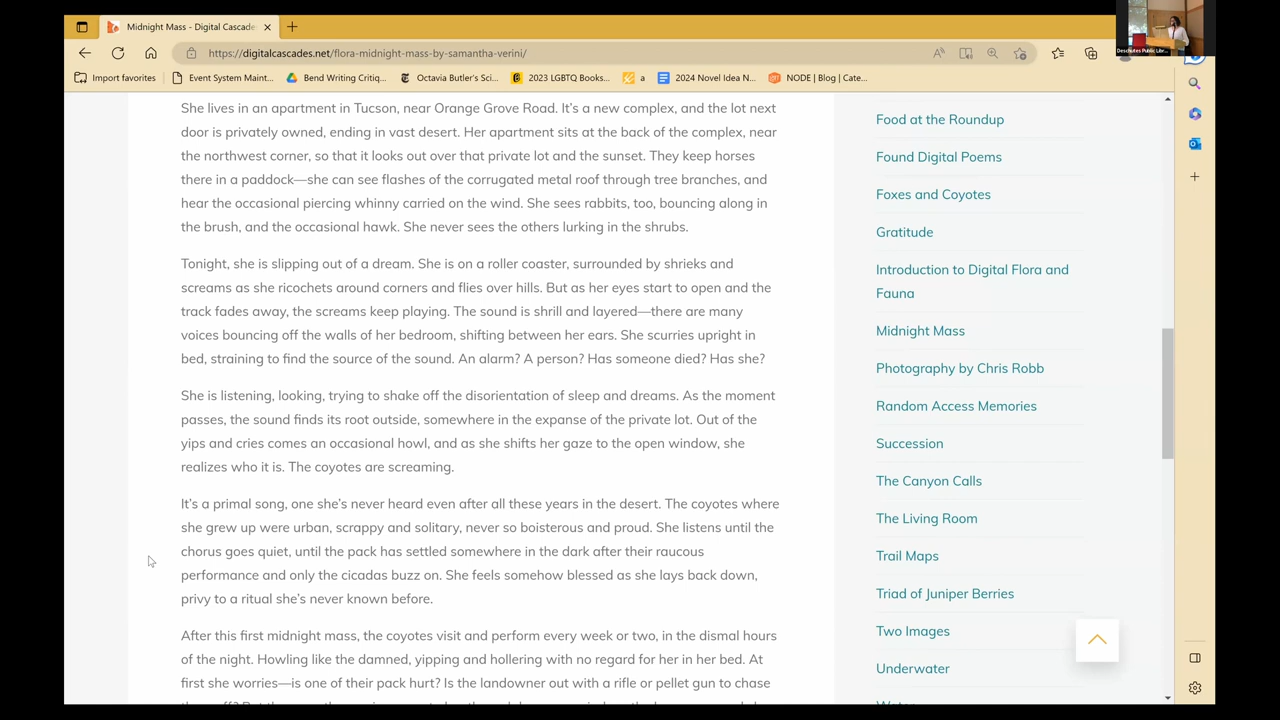 Midnight Mass - Digital Cascade
https://digitalcascades.net/flora-midnight-mass-by-samantha-verini/
Deschutes Public Libr...
Import favorites
Event System Maint...
Bend Writing Critiq...
Octavia Butler's Sci...
2023 LGBTQ Books...
a
2024 Novel Idea N...
NODE | Blog | Cate...
She lives in an apartment in Tucson, near Orange Grove Road. It's a new complex, and the lot next
door is privately owned, ending in vast desert. Her apartment sits at the back of the complex, near
the northwest corner, so that it looks out over that private lot and the sunset. They keep horses
there in a paddock—she can see flashes of the corrugated metal roof through tree branches, and
hear the occasional piercing whinny carried on the wind. She sees rabbits, too, bouncing along in
the brush, and the occasional hawk. She never sees the others lurking in the shrubs.
Tonight, she is slipping out of a dream. She is on a roller coaster, surrounded by shrieks and
screams as she ricochets around corners and flies over hills. But as her eyes start to open and the
track fades away, the screams keep playing. The sound is shrill and layered—there are many
voices bouncing off the walls of her bedroom, shifting between her ears. She scurries upright in
bed, straining to find the source of the sound. An alarm? A person? Has someone died? Has she?
She is listening, looking, trying to shake off the disorientation of sleep and dreams. As the moment
passes, the sound finds its root outside, somewhere in the expanse of the private lot. Out of the
yips and cries comes an occasional howl, and as she shifts her gaze to the open window, she
realizes who it is. The coyotes are screaming.
It's a primal song, one she's never heard even after all these years in the desert. The coyotes where
she grew up were urban, scrappy and solitary, never so boisterous and proud. She listens until the
chorus goes quiet, until the pack has settled somewhere in the dark after their raucous
performance and only the cicadas buzz on. She feels somehow blessed as she lays back down,
privy to a ritual she's never known before.
After this first midnight mass, the coyotes visit and perform every week or two, in the dismal hours
of the night. Howling like the damned, yipping and hollering with no regard for her in her bed. At
first she worries—is one of their pack hurt? Is the landowner out with a rifle or pellet gun to chase
Food at the Roundup
Found Digital Poems
Foxes and Coyotes
Gratitude
Introduction to Digital Flora and
Fauna
Midnight Mass
Photography by Chris Robb
Random Access Memories
Succession
The Canyon Calls
The Living Room
Trail Maps
Triad of Juniper Berries
Two Images
Underwater